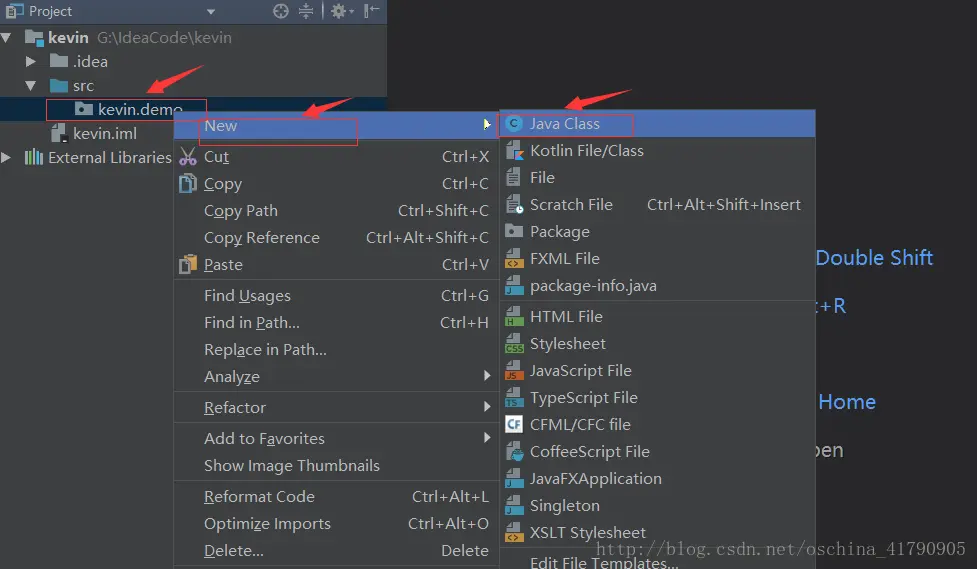 Project
kevin G:\IdeaCode\kevin
.idea
src
kevin.demo
kevin.iml
External Libraries
New
Cut Ctrl+X
Copy Ctrl+C
Copy Path Ctrl+Shift+C
Copy Reference Ctrl+Alt+Shift+C
Paste Ctrl+V
Find Usages Ctrl+G
Find in Path... Ctrl+H
Replace in Path...
Analyze
Refactor
Add to Favorites
Show Image Thumbnails
Reformat Code Ctrl+Alt+L
Optimize Imports Ctrl+Alt+O
Delete... Delete
Java Class
Kotlin File/Class
File
Scratch File Ctrl+Alt+Shift+Insert
Package
FXML File
package-info.java
HTML File
Stylesheet
JavaScript File
TypeScript File
CFML/CFC file
CoffeeScript File
JavaFXApplication
Singleton
XSLT Stylesheet
Edit File Templates...
Double Shift
+R
Home
pen
http://blog.csdn.net/oschina_41790905